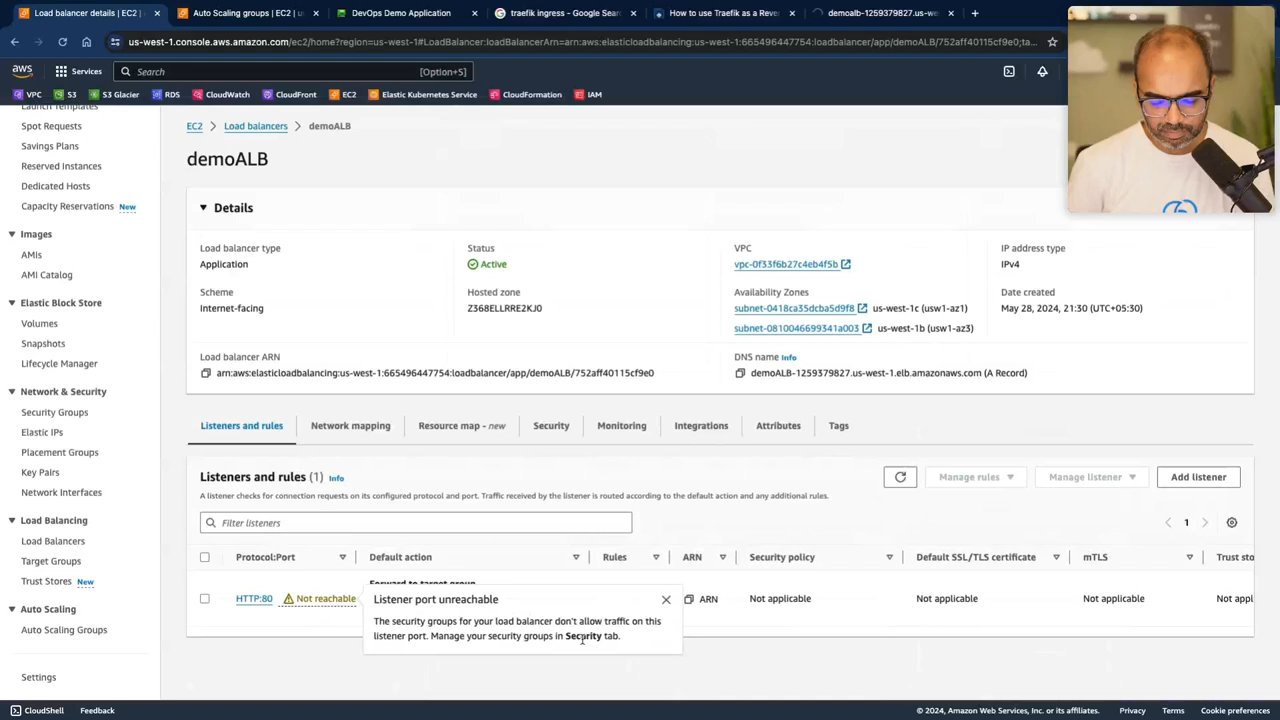 Load balancer details | EC2 |
Auto Scaling groups | EC2 | u
DevOps Demo Application
traefik ingress - Google Sear
How to use Traefik as a Reve
demoalb-1259379827.us-we
us-west-1.console.aws.amazon.com/ec2/home?region=us-west-1#LoadBalancer:loadBalancerArn=arn:aws:elasticloadbalancing:us-west-1:665496447754:loadbalancer/app/demoALB/752aff40115cf9e0;ta...
aws
Services
Search
[Option+S]
VPC
S3
S3 Glacier
RDS
CloudWatch
CloudFront
EC2
Elastic Kubernetes Service
CloudFormation
IAM
Launch Templates
Spot Requests
Savings Plans
Reserved Instances
Dedicated Hosts
Capacity Reservations New
Images
AMIs
AMI Catalog
Elastic Block Store
Volumes
Snapshots
Lifecycle Manager
Network & Security
Security Groups
Elastic IPs
Placement Groups
Key Pairs
Network Interfaces
Load Balancing
Load Balancers
Target Groups
Trust Stores New
Auto Scaling
Auto Scaling Groups
Settings
EC2 > Load balancers > demoALB
demoALB
Details
Load balancer type
Application
Status
Active
VPC
vpc-0f33f6b27c4eb4f5b
IP address type
IPv4
Scheme
Internet-facing
Hosted zone
Z368ELLRRE2KJ0
Availability Zones
subnet-0418ca35dcba5d9f8 us-west-1c (usw1-az1)
subnet-0810046699341a003 us-west-1b (usw1-az3)
Date created
May 28, 2024, 21:30 (UTC+05:30)
Load balancer ARN
arn:aws:elasticloadbalancing:us-west-1:665496447754:loadbalancer/app/demoALB/752aff40115cf9e0
DNS name Info
demoALB-1259379827.us-west-1.elb.amazonaws.com (A Record)
Listeners and rules
Network mapping
Resource map - new
Security
Monitoring
Integrations
Attributes
Tags
Listeners and rules (1) Info
A listener checks for connection requests on its configured protocol and port. Traffic received by the listener is routed according to the default action and any additional rules.
Manage rules
Manage listener
Add listener
Filter listeners
1
Protocol:Port
Default action
Rules
ARN
Security policy
Default SSL/TLS certificate
mTLS
Trust sto
Forward to target group
HTTP:80
Not reachable
ARN
Not applicable
Not applicable
Not applicable
Not appl
Listener port unreachable
The security groups for your load balancer don't allow traffic on this
listener port. Manage your security groups in Security tab.
CloudShell
Feedback
© 2024, Amazon Web Services, Inc. or its affiliates.
Privacy
Terms
Cookie preferences